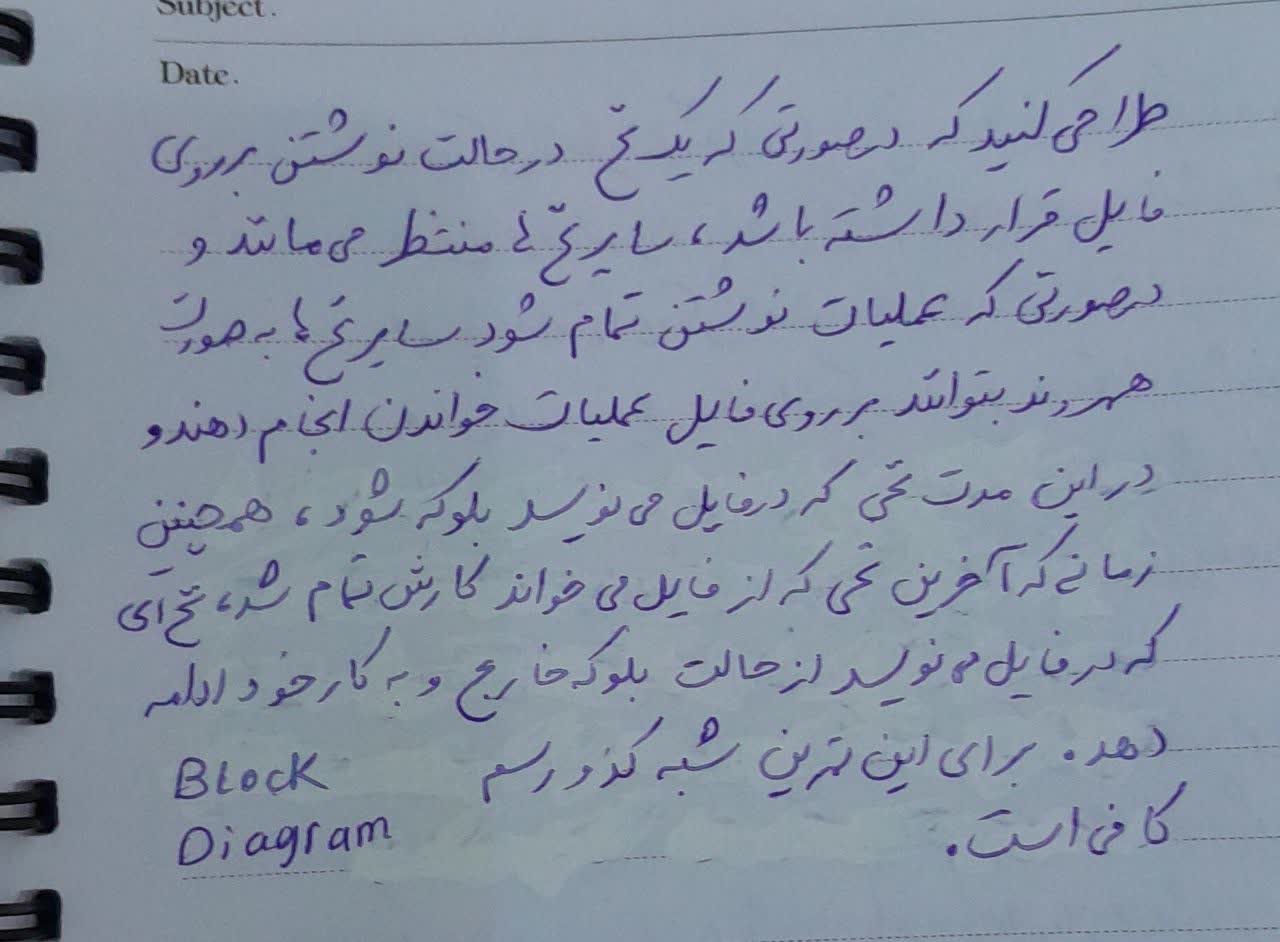 Subject.
Date.
طراحی کنید که درصورتی که یک نخ در حالت نوشتن بر روی
فایل قرار داشته باشد، سایر نخ ها منتظر می مانند و
درصورتی که عملیات نوشتن تمام شود سایر نخ ها به صورت
همروند بتوانند بر روی فایل عملیات خواندن انجام دهند و
در این مدت نخی که در فایل می نویسد بلوکه شود، همچنین
زمانی که آخرین نخی که از فایل می خواند کارش تمام شد، نخ ای
که در فایل می نویسد از حالت بلوکه خارج و به کار خود ادامه
دهد. برای این تمرین شبه کد و رسم Block
Diagram کافی است.